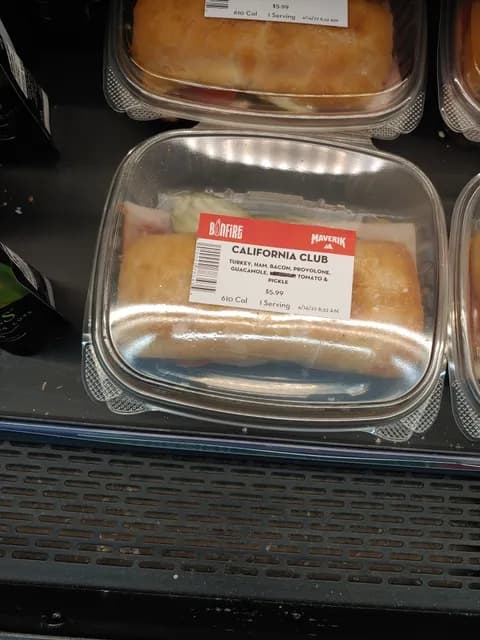 $5.99
610 Cal 1 Serving
BONFIRE MAVERIK
CALIFORNIA CLUB
TURKEY, HAM, BACON, PROVOLONE,
GUACAMOLE, TOMATO &
PICKLE
$5.99
610 Cal 1 Serving